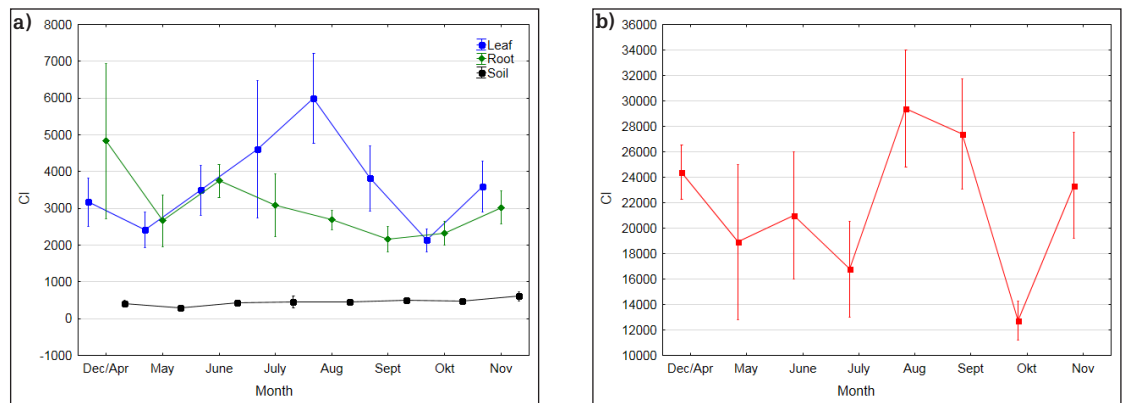 a)
8000
7000
6000
5000
4000
3000
2000
1000
0
-1000
CI
Leaf
Root
Soil
Dec/Apr May June July Aug Sept Okt Nov
Month
b)
36000
34000
32000
30000
28000
26000
24000
22000
20000
18000
16000
14000
12000
10000
CI
Dec/Apr May June July Aug Sept Okt Nov
Month